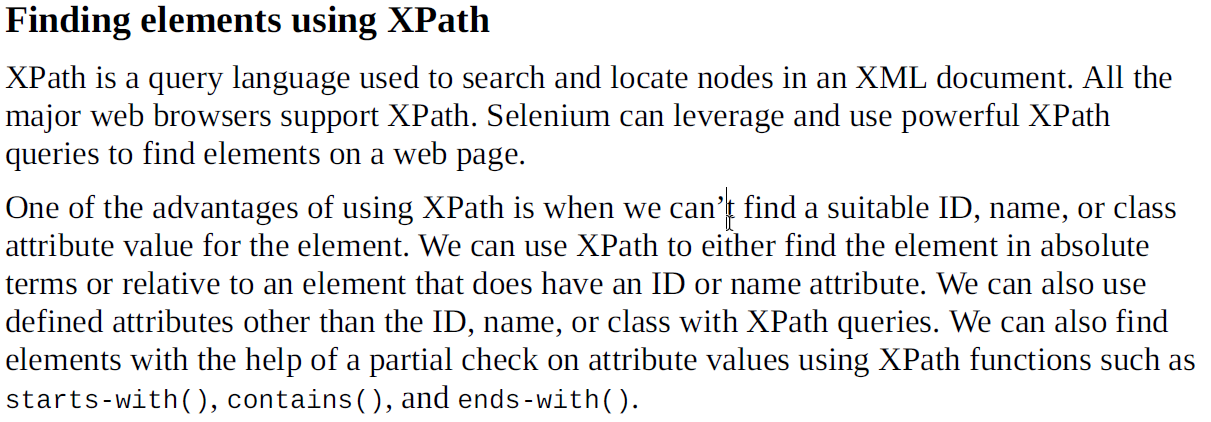 Finding elements using XPath
XPath is a query language used to search and locate nodes in an XML document. All the
major web browsers support XPath. Selenium can leverage and use powerful XPath
queries to find elements on a web page.
One of the advantages of using XPath is when we can’t find a suitable ID, name, or class
attribute value for the element. We can use XPath to either find the element in absolute
terms or relative to an element that does have an ID or name attribute. We can also use
defined attributes other than the ID, name, or class with XPath queries. We can also find
elements with the help of a partial check on attribute values using XPath functions such as
starts-with(), contains(), and ends-with().